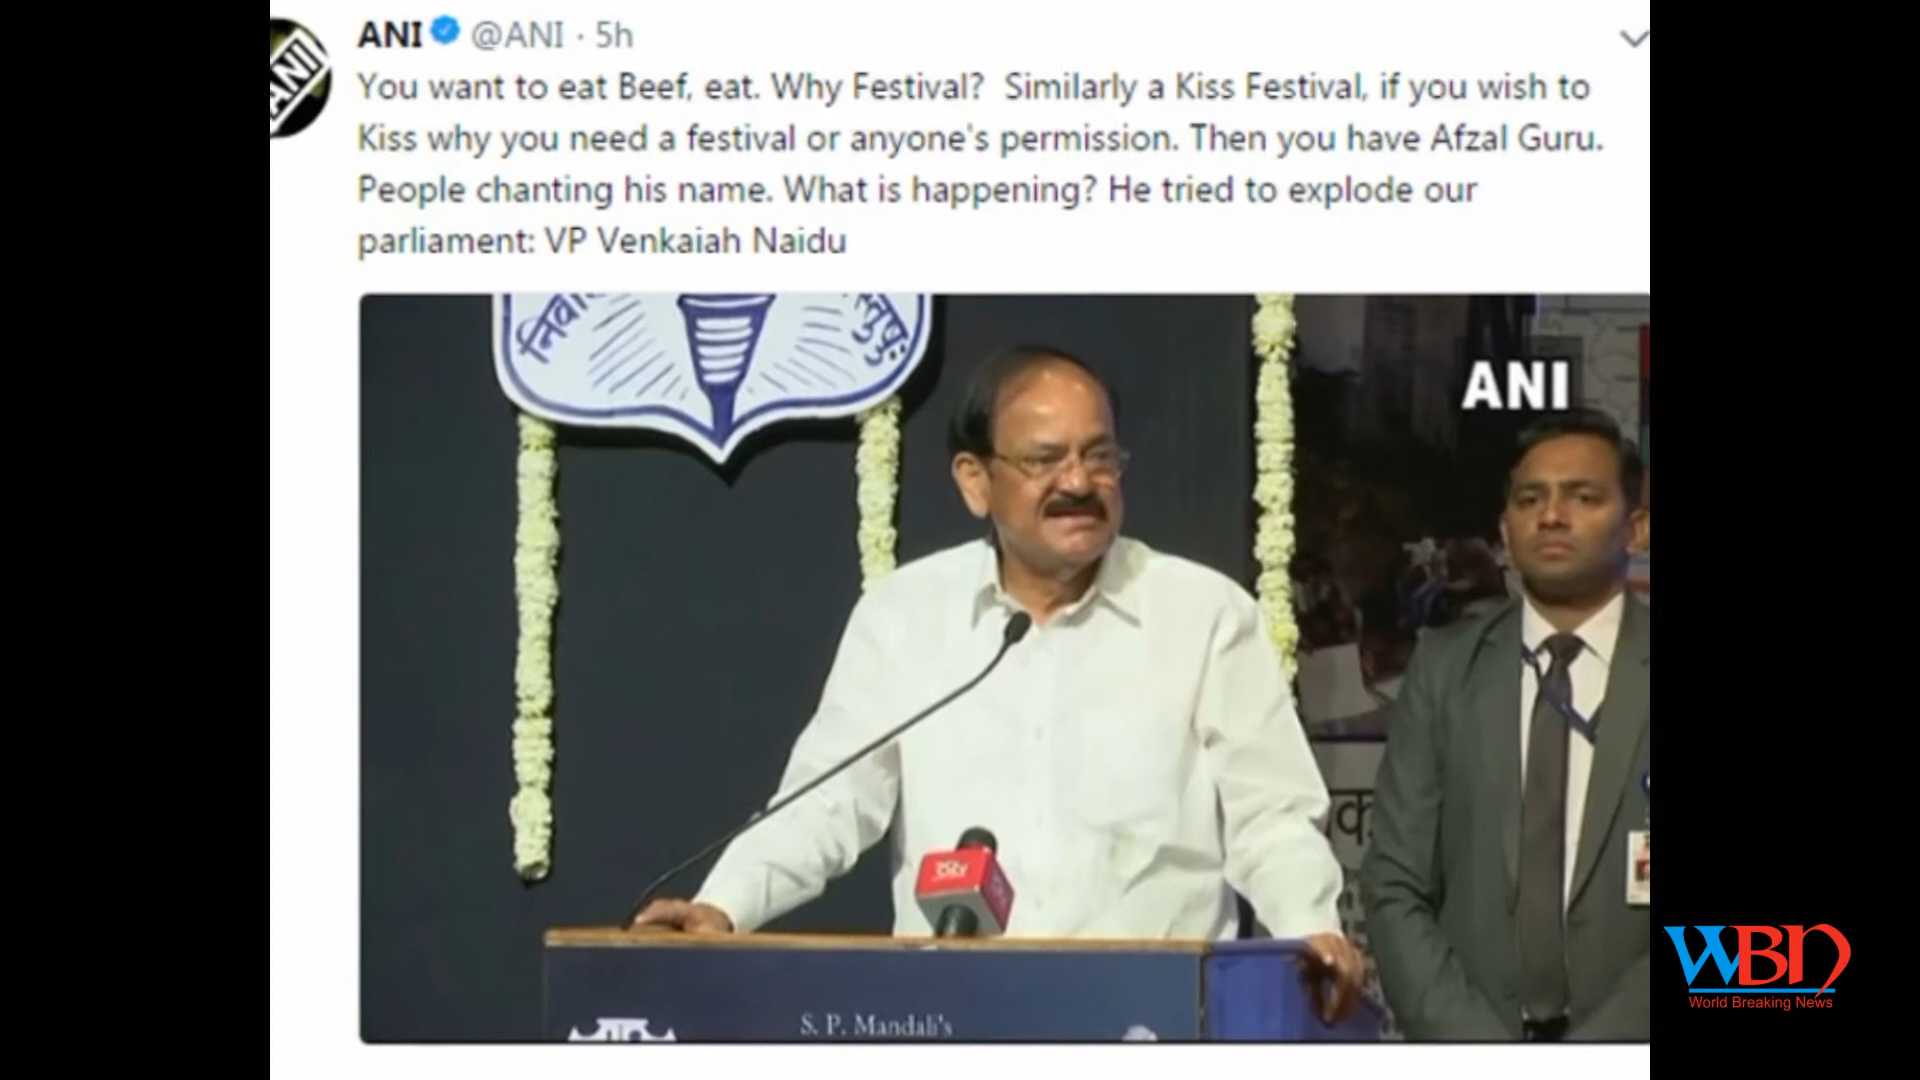 ANI @ANI · 5h
You want to eat Beef, eat. Why Festival?  Similarly a Kiss Festival, if you wish to
Kiss why you need a festival or anyone's permission. Then you have Afzal Guru.
People chanting his name. What is happening? He tried to explode our
parliament: VP Venkaiah Naidu
ANI
ANI
S. P. Mandali's
WBN
World Breaking News